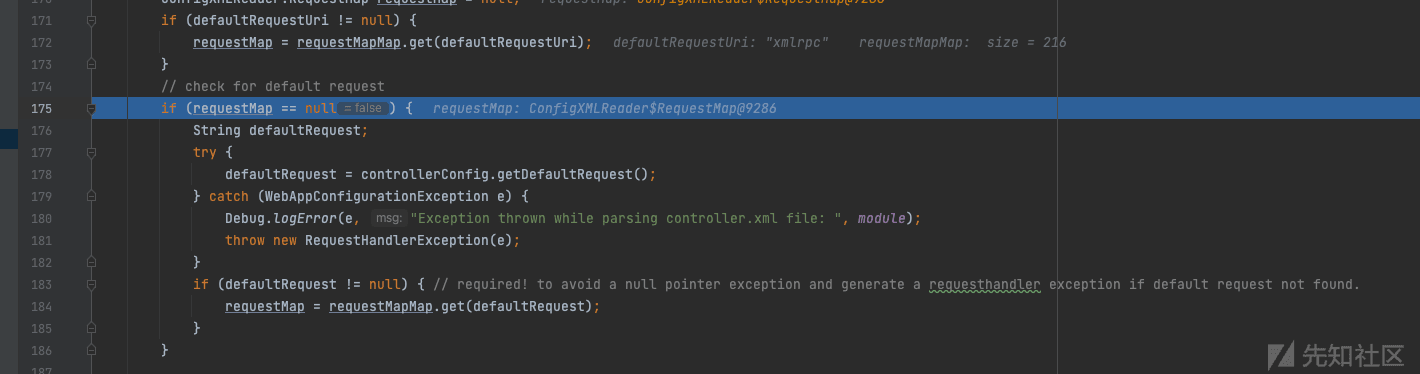 171 if (defaultRequestUri != null) {
172 requestMap = requestMapMap.get(defaultRequestUri); defaultRequestUri: "xmlrpc" requestMapMap: size = 216
173 }
174 // check for default request
175 if (requestMap == null = false ) { requestMap: ConfigXMLReader$RequestMap@9286
176 String defaultRequest;
177 try {
178 defaultRequest = controllerConfig.getDefaultRequest();
179 } catch (WebAppConfigurationException e) {
180 Debug.logError(e, msg: "Exception thrown while parsing controller.xml file: ", module);
181 throw new RequestHandlerException(e);
182 }
183 if (defaultRequest != null) { // required! to avoid a null pointer exception and generate a requesthandler exception if default request not found.
184 requestMap = requestMapMap.get(defaultRequest);
185 }
186 }
先知社区